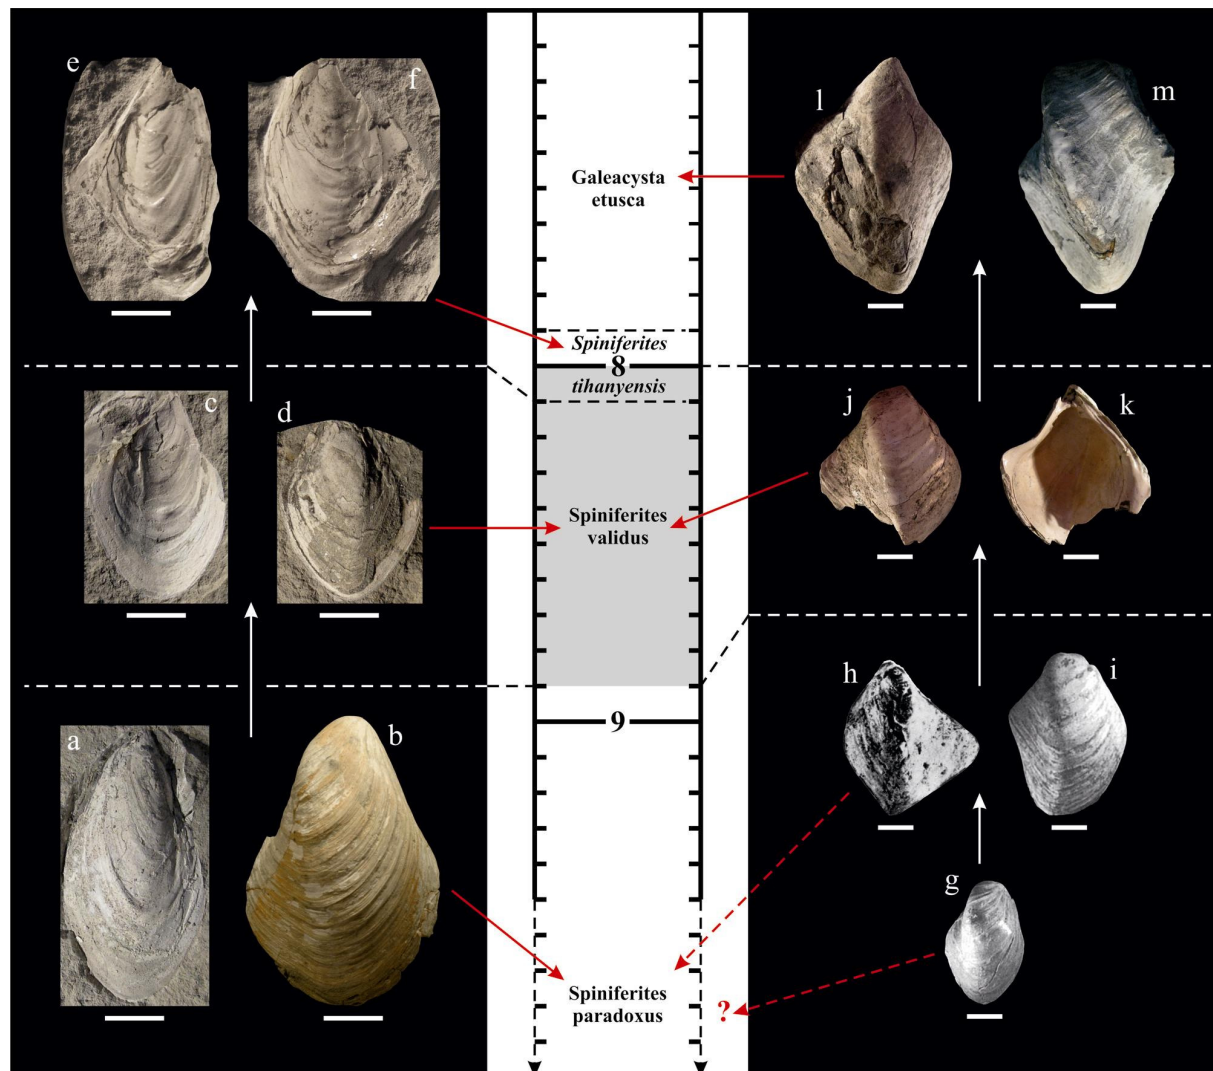 e
f
l
m
Galeacysta
etusca
Spiniferites
8
tihanyensis
c
d
j
k
Spiniferites
validus
h
i
9
a
b
g
Spiniferites
paradoxus
?